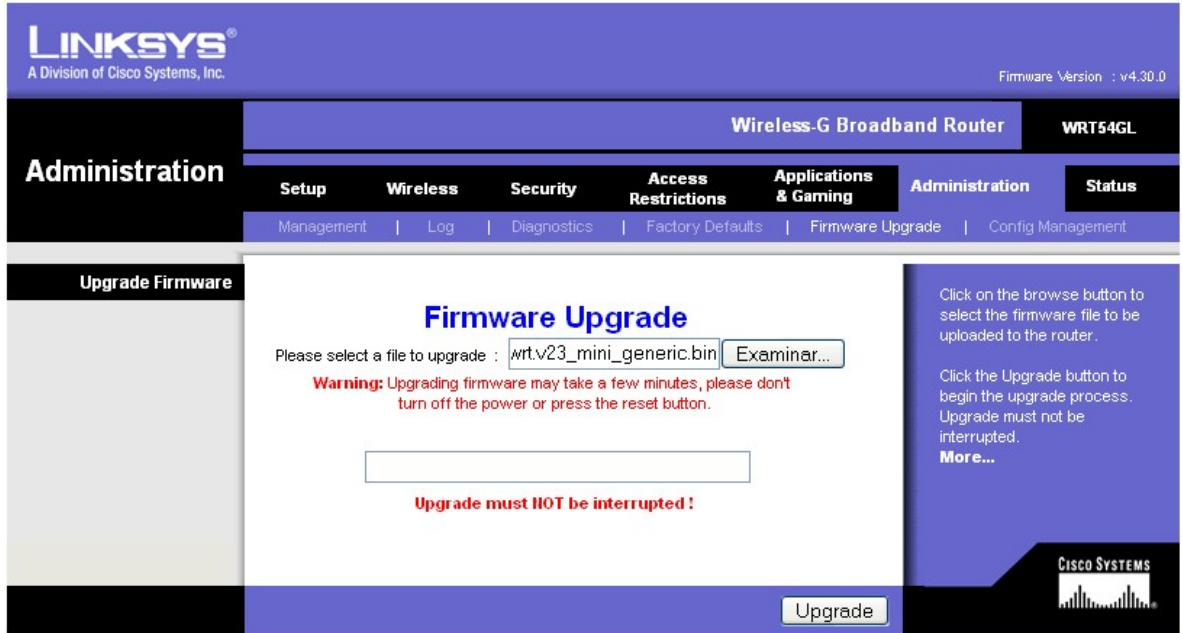 LINKSYS®
A Division of Cisco Systems, Inc.
Firmware Version : v4.30.0
Wireless-G Broadband Router WRT54GL
Administration
Setup Wireless Security Access Restrictions Applications & Gaming Administration Status
Management | Log | Diagnostics | Factory Defaults | Firmware Upgrade | Config Management
Upgrade Firmware
Firmware Upgrade
Please select a file to upgrade : wrt.v23_mini_generic.bin Examinar...
Warning: Upgrading firmware may take a few minutes, please don't
turn off the power or press the reset button.
Upgrade must NOT be interrupted !
Upgrade
Click on the browse button to
select the firmware file to be
uploaded to the router.
Click the Upgrade button to
begin the upgrade process.
Upgrade must not be
interrupted.
More...
CISCO SYSTEMS